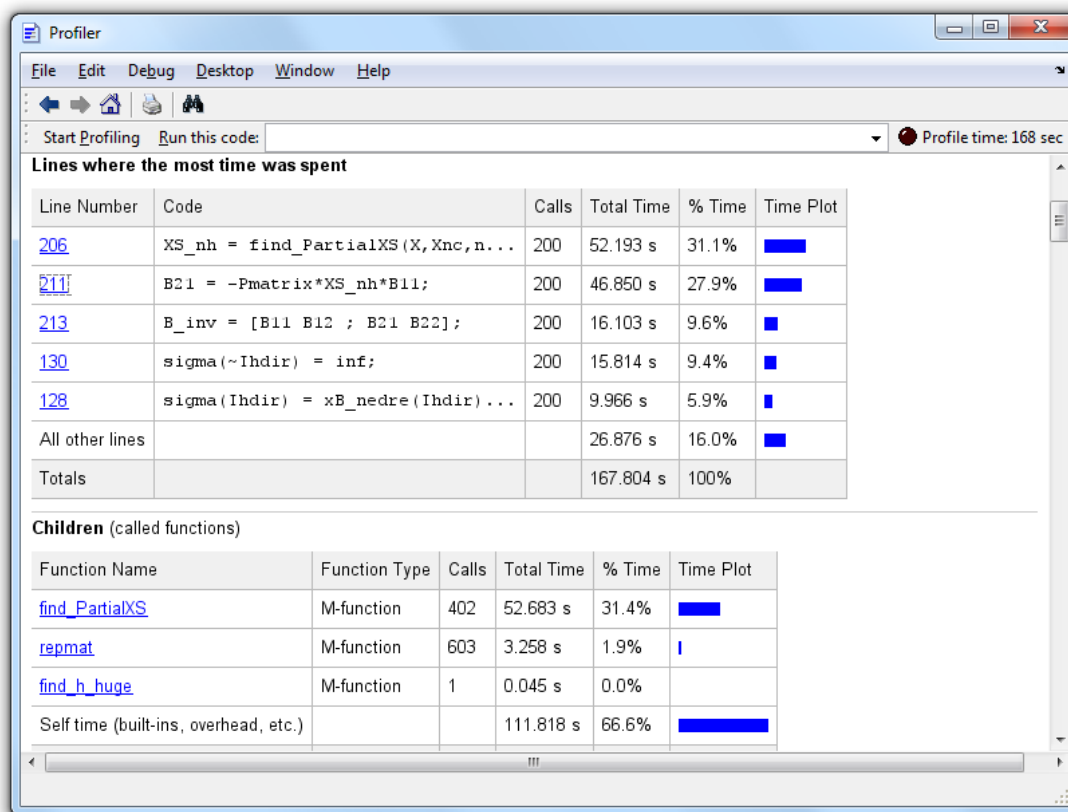 Profiler
File Edit Debug Desktop Window Help
Start Profiling Run this code: Profile time: 168 sec
Lines where the most time was spent
Line Number Code Calls Total Time % Time Time Plot
206 XS_nh = find_PartialXS(X,Xnc,n... 200 52.193 s 31.1%
211 B21 = -Pmatrix*XS_nh*B11; 200 46.850 s 27.9%
213 B_inv = [B11 B12 ; B21 B22]; 200 16.103 s 9.6%
130 sigma(~Ihdir) = inf; 200 15.814 s 9.4%
128 sigma(Ihdir) = xB_nedre(Ihdir)... 200 9.966 s 5.9%
All other lines 26.876 s 16.0%
Totals 167.804 s 100%
Children (called functions)
Function Name Function Type Calls Total Time % Time Time Plot
find_PartialXS M-function 402 52.683 s 31.4%
repmat M-function 603 3.258 s 1.9%
find_h_huge M-function 1 0.045 s 0.0%
Self time (built-ins, overhead, etc.) 111.818 s 66.6%